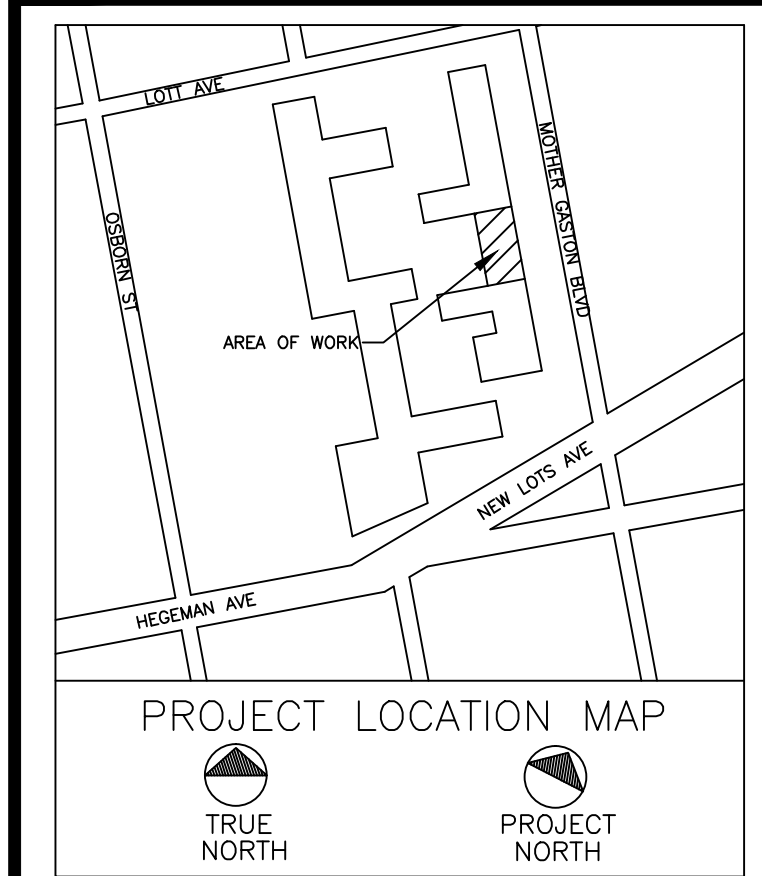 LOTT AVE
MOTHER GASTON BLVD
OSBORN ST
AREA OF WORK
NEW LOTS AVE
HEGEMAN AVE
PROJECT LOCATION MAP
TRUE
NORTH
PROJECT
NORTH